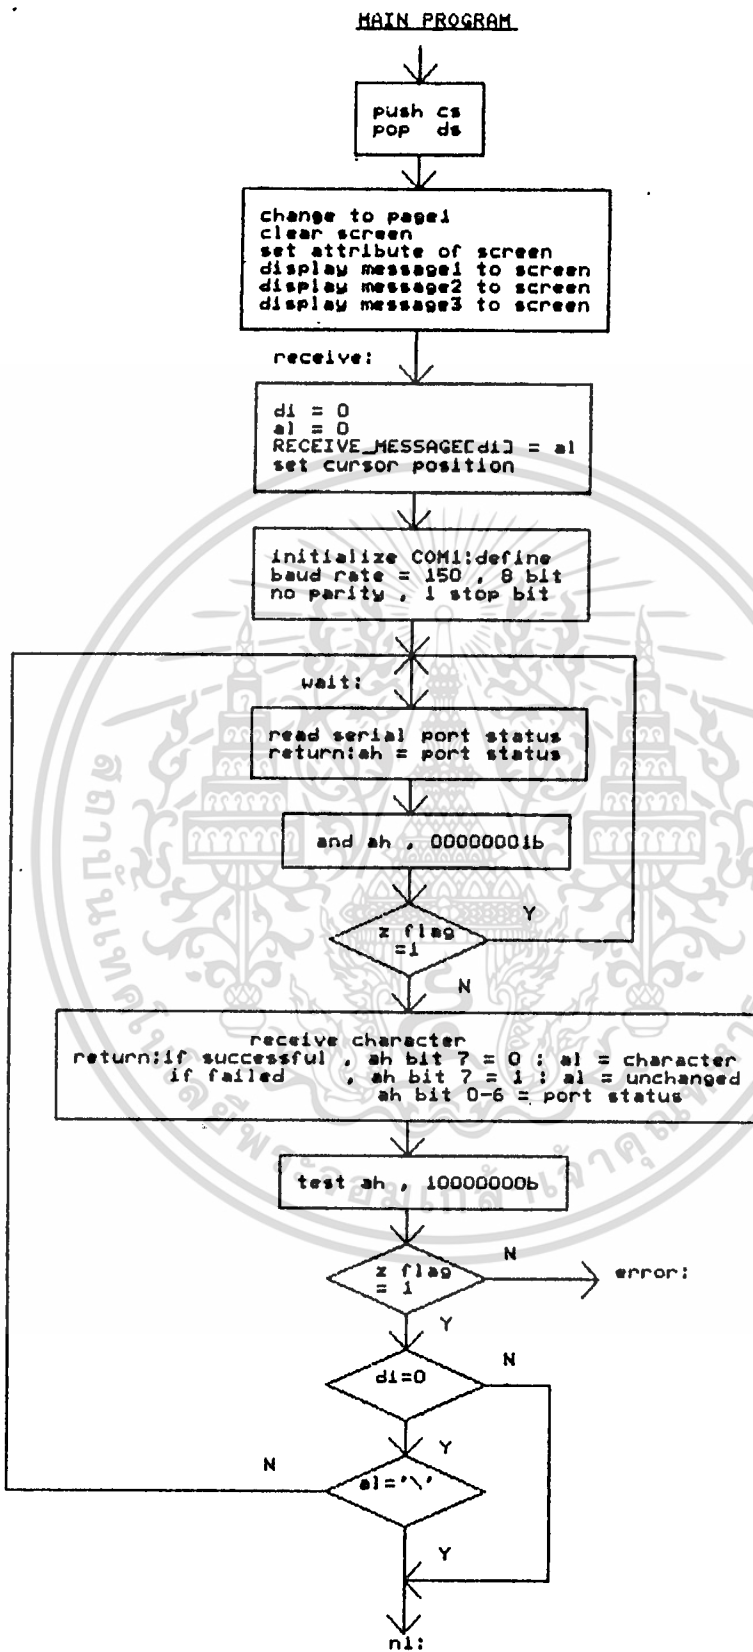 MAIN PROGRAM
push cs
pop ds
change to page1
clear screen
set attribute of screen
display message1 to screen
display message2 to screen
display message3 to screen
receive:
di = 0
al = 0
RECEIVE_MESSAGE[di] = al
set cursor position
initialize COM1:define
baud rate = 150 , 8 bit
no parity , 1 stop bit
wait:
read serial port status
return:ah = port status
and ah , 00000001b
z flag
=1
Y
N
receive character
return:if successful , ah bit 7 = 0 ; al = character
if failed , ah bit 7 = 1 ; al = unchanged
ah bit 0-6 = port status
test ah , 10000000b
z flag
= 1
N
error:
Y
di=0
N
Y
al='\'
N
Y
n1: